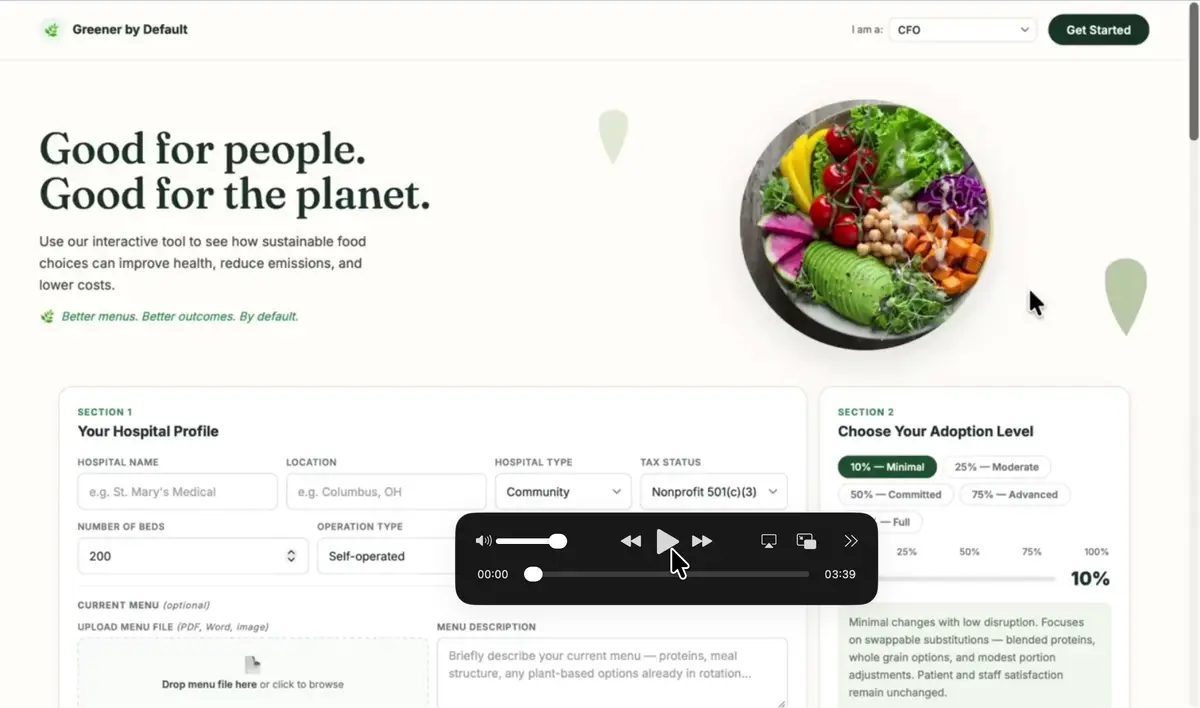 Greener by Default
I am a:
CFO
Get Started
Good for people.
Good for the planet.
Use our interactive tool to see how sustainable food
choices can improve health, reduce emissions, and
lower costs.
Better menus. Better outcomes. By default.
SECTION 1
Your Hospital Profile
HOSPITAL NAME
LOCATION
HOSPITAL TYPE
TAX STATUS
e.g. St. Mary's Medical
e.g. Columbus, OH
Community
Nonprofit 501(c)(3)
NUMBER OF BEDS
OPERATION TYPE
200
Self-operated
CURRENT MENU (optional)
UPLOAD MENU FILE (PDF, Word, image)
MENU DESCRIPTION
Drop menu file here or click to browse
Briefly describe your current menu — proteins, meal
structure, any plant-based options already in rotation...
SECTION 2
Choose Your Adoption Level
10% — Minimal
25% — Moderate
50% — Committed
75% — Advanced
— Full
25%
50%
75%
100%
10%
Minimal changes with low disruption. Focuses
on swappable substitutions — blended proteins,
whole grain options, and modest portion
adjustments. Patient and staff satisfaction
remain unchanged.
00:00
03:39